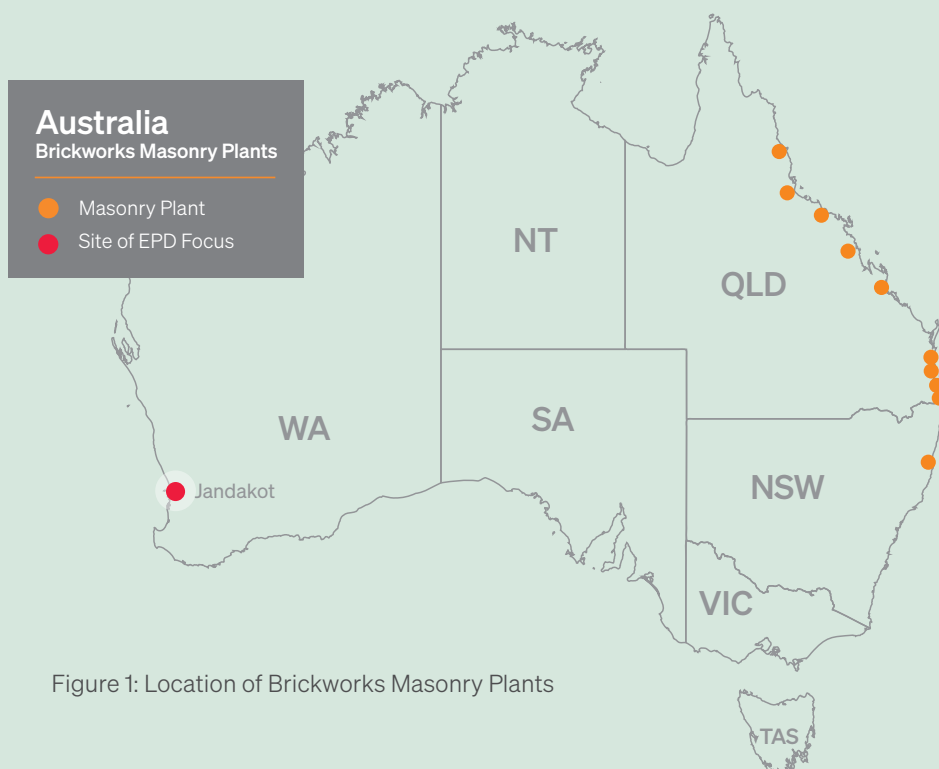 Australia
Brickworks Masonry Plants
Masonry Plant
Site of EPD Focus
NT
QLD
WA
SA
Jandakot
NSW
VIC
Figure 1: Location of Brickworks Masonry Plants
TAS